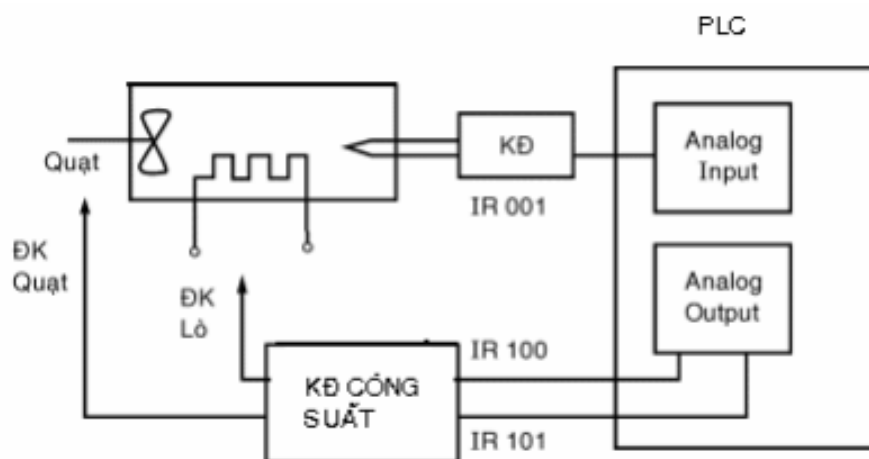 PLC
Quạt
KĐ
Analog
Input
IR 001
ĐK
Quạt
ĐK
Lò
Analog
Output
IR 100
KĐ CÔNG
SUẤT
IR 101